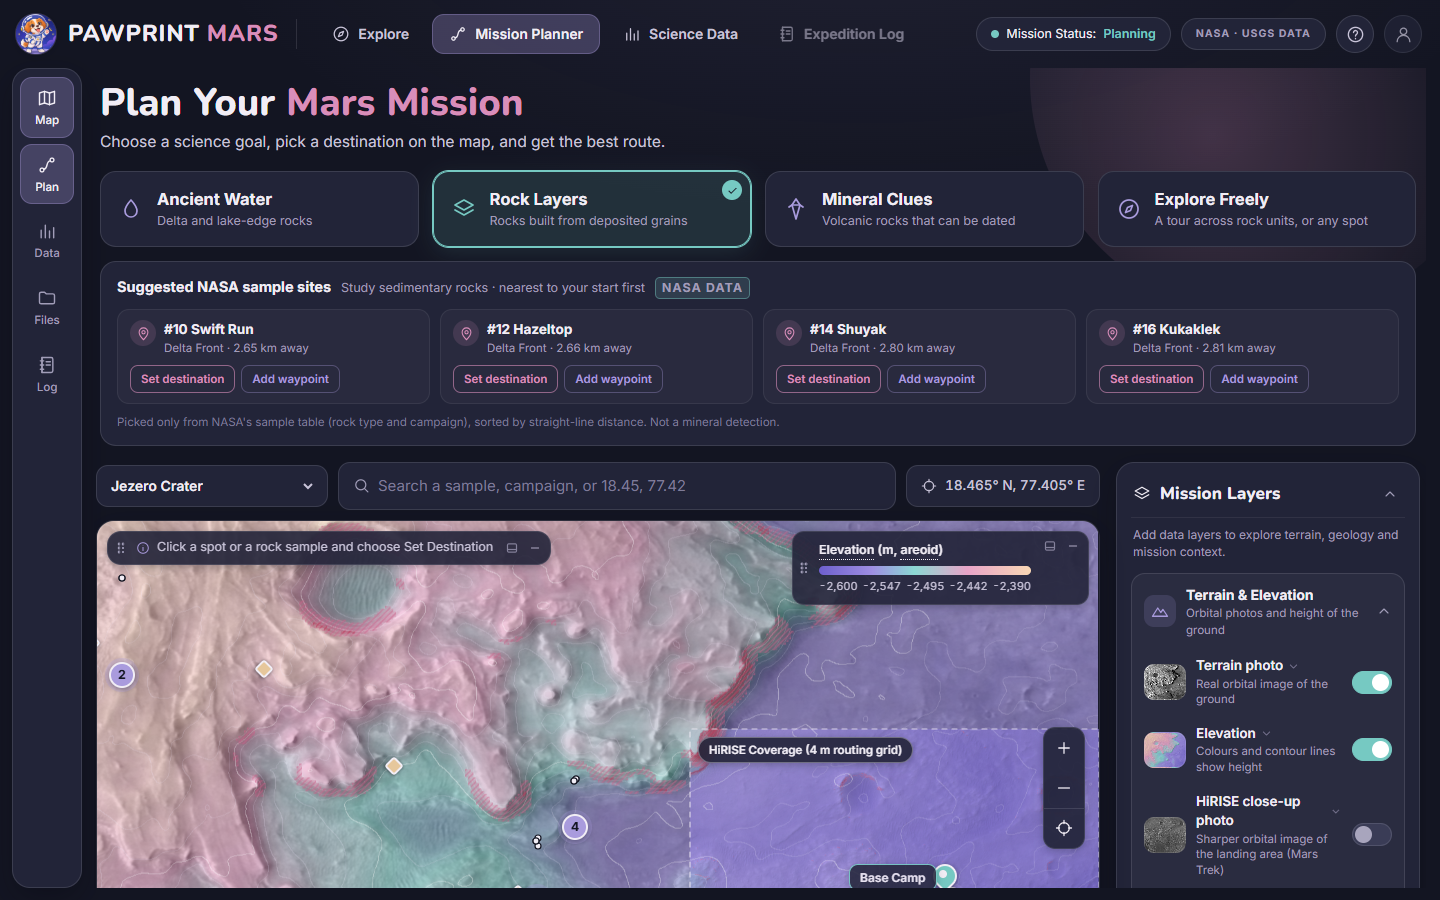 PAWPRINT MARS
Explore
Mission Planner
Science Data
Expedition Log
Mission Status: Planning
NASA · USGS DATA
Map
Plan
Data
Files
Log
Plan Your Mars Mission
Choose a science goal, pick a destination on the map, and get the best route.
Ancient Water
Delta and lake-edge rocks
Rock Layers
Rocks built from deposited grains
Mineral Clues
Volcanic rocks that can be dated
Explore Freely
A tour across rock units, or any spot
Suggested NASA sample sites Study sedimentary rocks · nearest to your start first NASA DATA
#10 Swift Run
Delta Front · 2.65 km away
Set destination Add waypoint
#12 Hazeltop
Delta Front · 2.66 km away
Set destination Add waypoint
#14 Shuyak
Delta Front · 2.80 km away
Set destination Add waypoint
#16 Kukaklek
Delta Front · 2.81 km away
Set destination Add waypoint
Picked only from NASA's sample table (rock type and campaign), sorted by straight-line distance. Not a mineral detection.
Jezero Crater
Search a sample, campaign, or 18.45, 77.42
18.465° N, 77.405° E
Click a spot or a rock sample and choose Set Destination
Elevation (m, areoid)
-2,600 -2,547 -2,495 -2,442 -2,390
2
HiRISE Coverage (4 m routing grid)
4
Base Camp
Mission Layers
Add data layers to explore terrain, geology and
mission context.
Terrain & Elevation
Orbital photos and height of the
ground
Terrain photo
Real orbital image of the
ground
Elevation
Colours and contour lines
show height
HiRISE close-up
photo
Sharper orbital image of
the landing area (Mars
Trek)